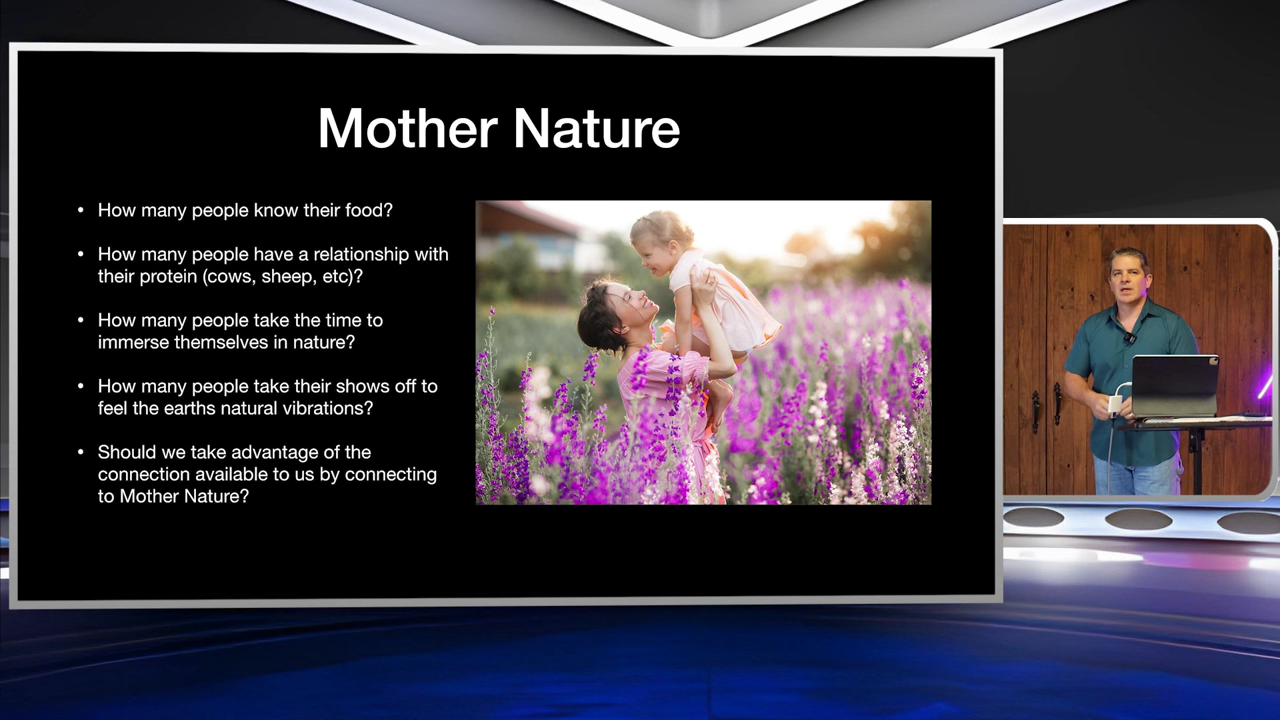 Mother Nature
• How many people know their food?
• How many people have a relationship with
their protein (cows, sheep, etc)?
• How many people take the time to
immerse themselves in nature?
• How many people take their shows off to
feel the earths natural vibrations?
• Should we take advantage of the
connection available to us by connecting
to Mother Nature?